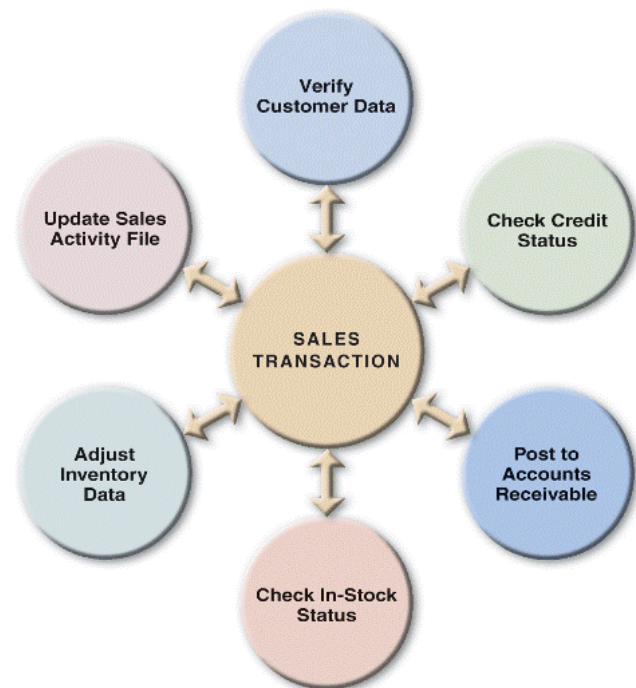 Verify
Customer Data
Update Sales
Activity File
Check Credit
Status
SALES
TRANSACTION
Adjust
Inventory
Data
Post to
Accounts
Receivable
Check In-Stock
Status